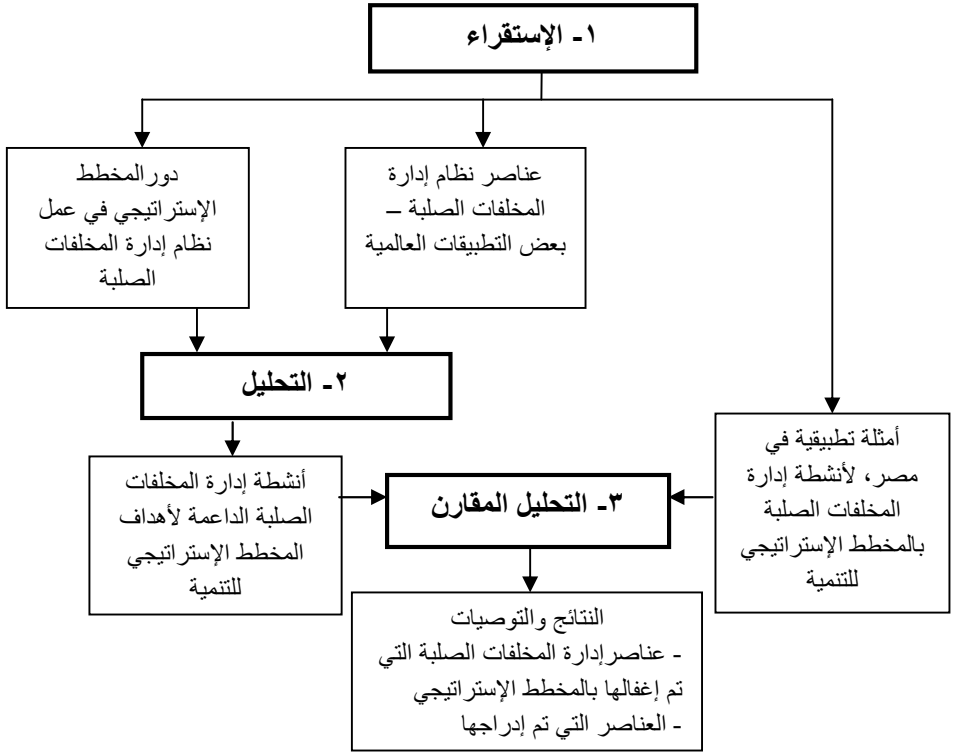 ١- الإستقراء
عناصر نظام إدارة
المخلفات الصلبة –
بعض التطبيقات العالمية
دورالمخطط
الإستراتيجي في عمل
نظام إدارة المخلفات
الصلبة
٢- التحليل
أمثلة تطبيقية في
مصر، لأنشطة إدارة
المخلفات الصلبة
بالمخطط الإستراتيجي
للتنمية
أنشطة إدارة المخلفات
الصلبة الداعمة لأهداف
المخطط الإستراتيجي
للتنمية
٣- التحليل المقارن
النتائج والتوصيات
- عناصرإدارة المخلفات الصلبة التي
تم إغفالها بالمخطط الإستراتيجي
- العناصر التي تم إدراجها